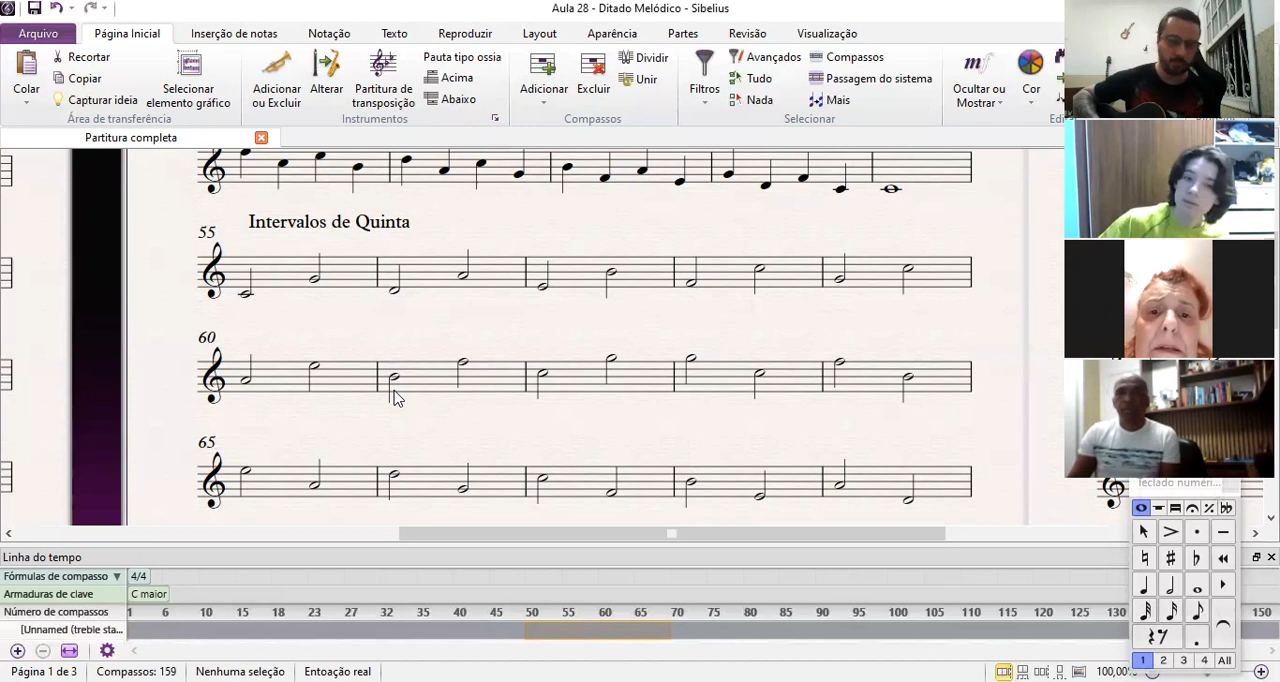 Aula 28 - Ditado Melódico - Sibelius
Arquivo Página Inicial Inserção de notas Notação Texto Reproduzir Layout Aparência Partes Revisão Visualização
Colar
Recortar
Copiar
Capturar ideia
Selecionar elemento gráfico
Área de transferência
Adicionar ou Excluir
Alterar
Partitura de transposição
Pauta tipo ossia
Acima
Abaixo
Instrumentos
Adicionar
Excluir
Dividir
Unir
Compassos
Filtros
Avançados
Tudo
Nada
Compassos
Passagem do sistema
Mais
Selecionar
Ocultar ou Mostrar
Cor
Partitura completa
Intervalos de Quinta
55
60
65
Teclado numéri...
Linha do tempo
Fórmulas de compasso 4/4
Armaduras de clave C maior
Número de compassos 1 6 10 14 18 23 27 31 35 42 50 55 60 65 70 75 80 85 90 95 100 105 110 115 120 125 130 150
[Unnamed (treble sta...
1 2 3 4 All
Página 1 de 3 Compassos: 159 Nenhuma seleção Entoação real 100,00%